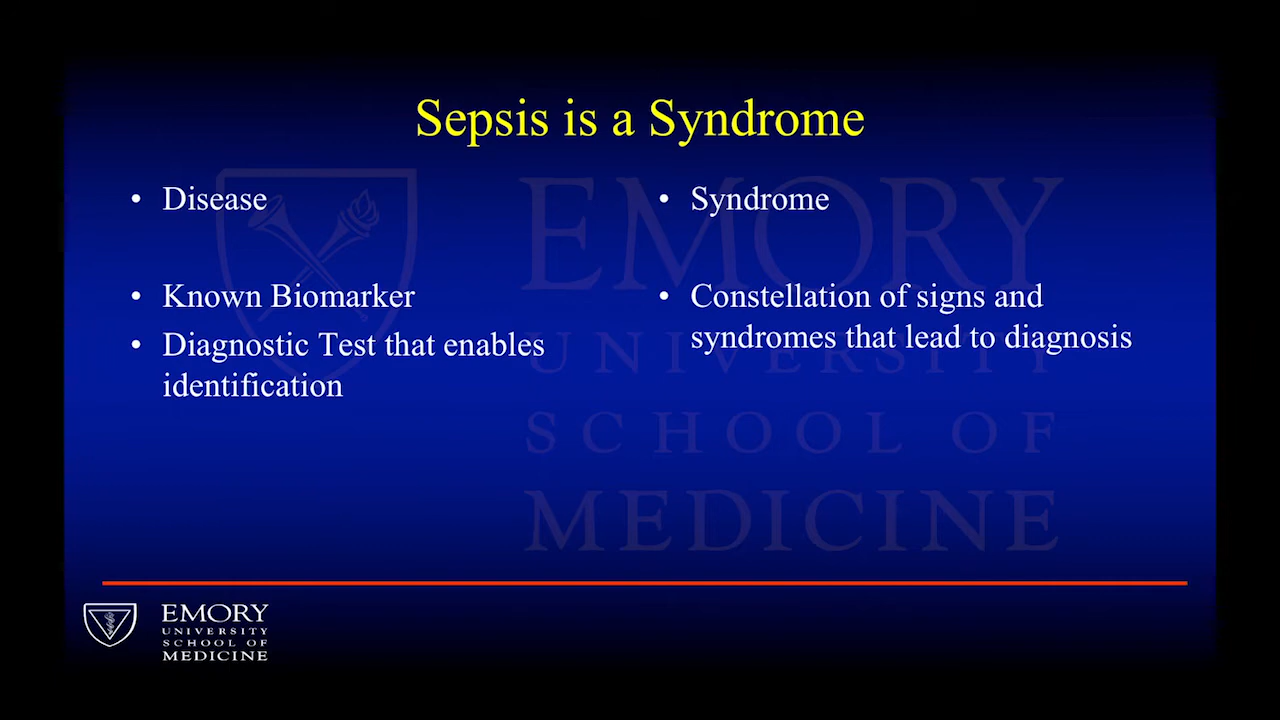 Sepsis is a Syndrome
• Disease
• Known Biomarker
• Diagnostic Test that enables
identification
• Syndrome
• Constellation of signs and
syndromes that lead to diagnosis
EMORY
UNIVERSITY
SCHOOL OF
MEDICINE
EMORY
UNIVERSITY
SCHOOL OF
MEDICINE